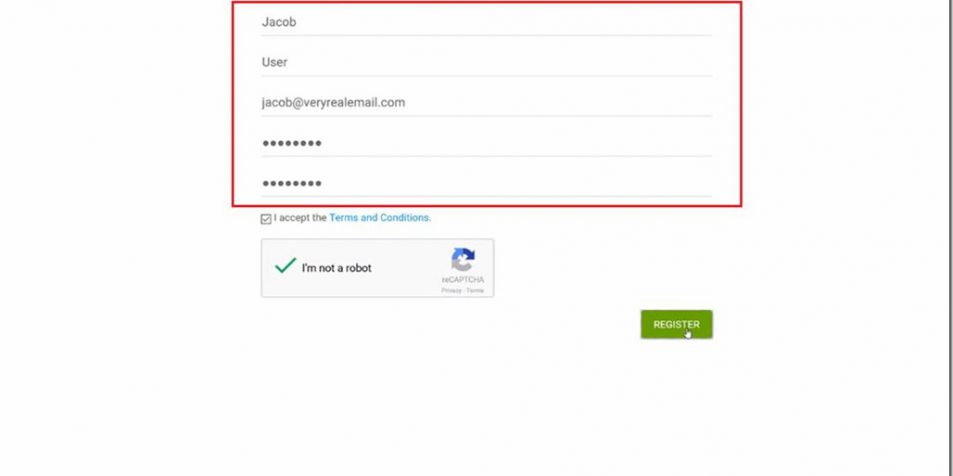 Jacob
User
jacob@veryrealemail.com
••••••••
••••••••
I accept the Terms and Conditions.
I'm not a robot
reCAPTCHA
Privacy - Terms
REGISTER